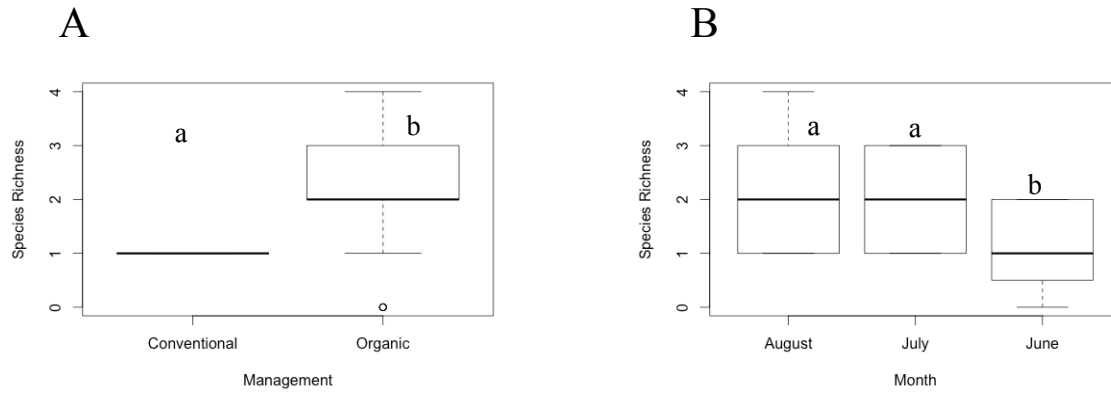 A
Species Richness
4
3
2
1
0
a
b
Conventional
Organic
Management
B
Species Richness
4
3
2
1
0
a
a
b
August
July
June
Month